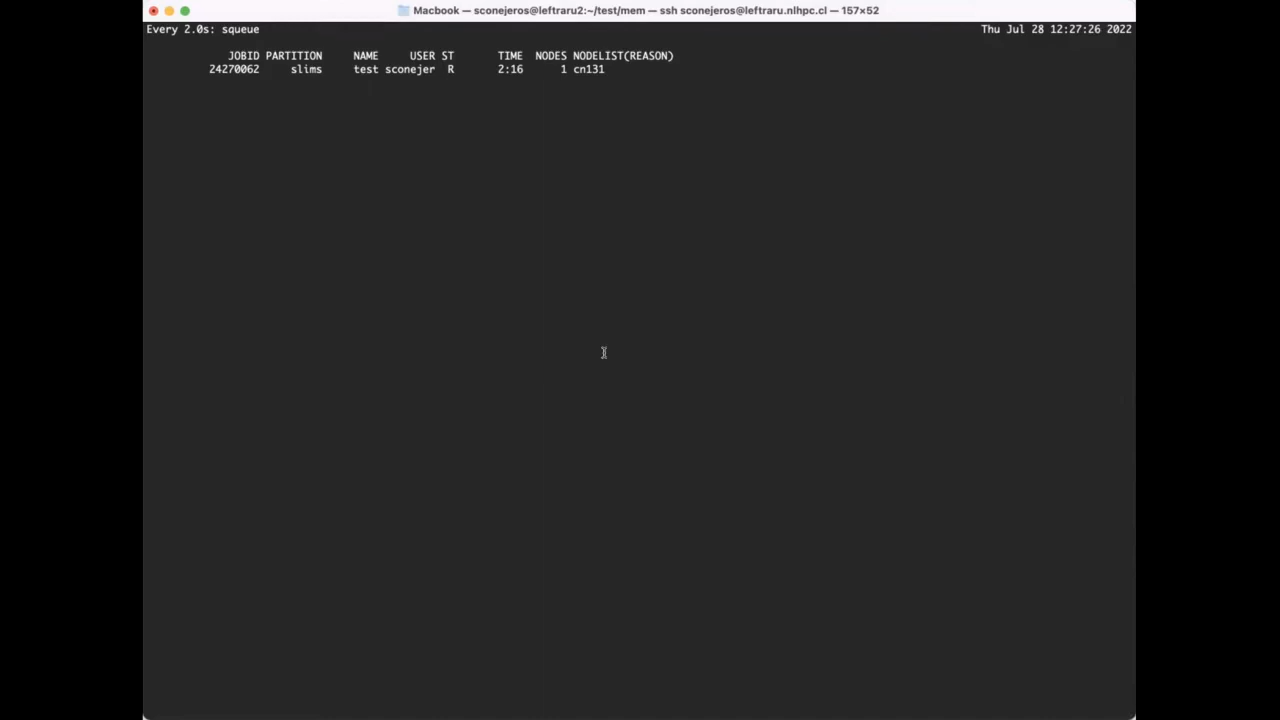 Macbook — sconejeros@leftraru2:~/test/mem — ssh sconejeros@leftraru.nlhpc.cl — 157×52
Every 2.0s: squeue Thu Jul 28 12:27:26 2022
JOBID PARTITION NAME USER ST TIME NODES NODELIST(REASON)
24270062 slims test sconejer R 2:16 1 cn131